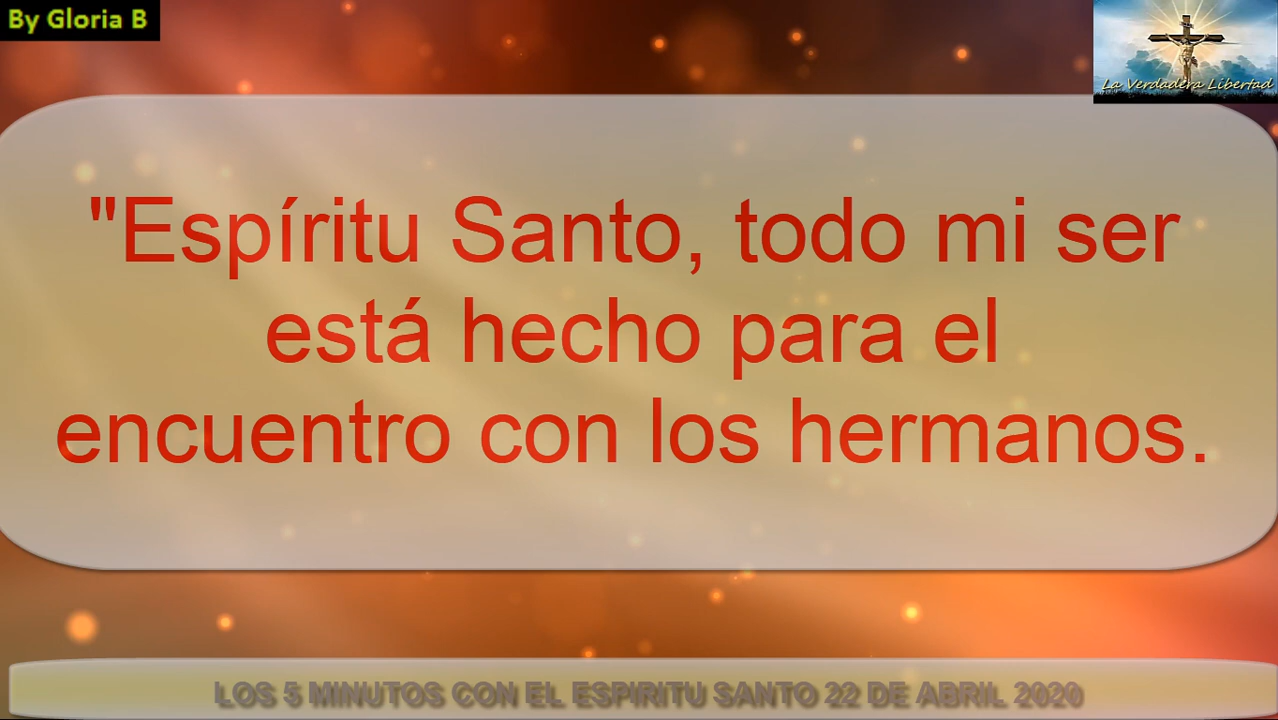 By Gloria B
La Verdadera Libertad
"Espíritu Santo, todo mi ser
está hecho para el
encuentro con los hermanos.
LOS 5 MINUTOS CON EL ESPIRITU SANTO 22 DE ABRIL 2020